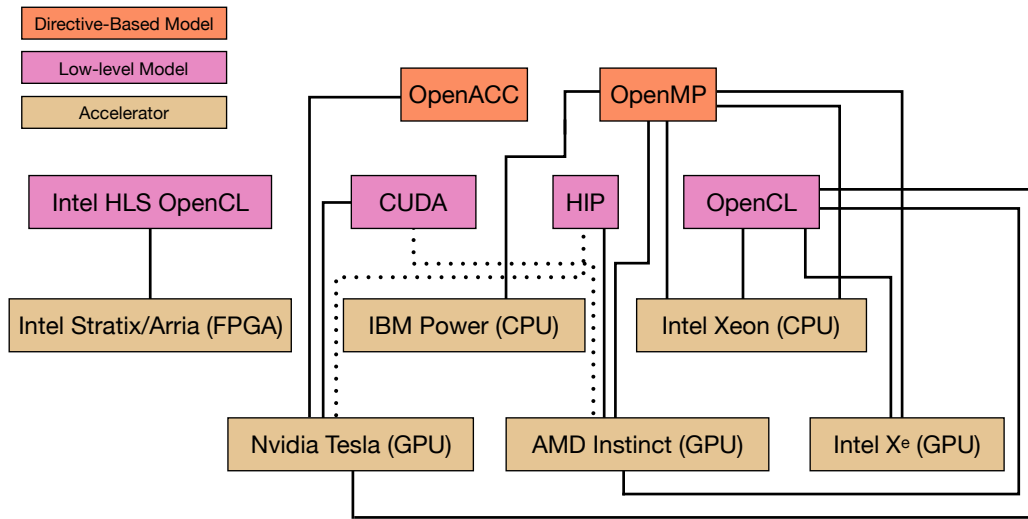 Directive-Based Model
Low-level Model
Accelerator
OpenACC
OpenMP
Intel HLS OpenCL
CUDA
HIP
OpenCL
Intel Stratix/Arria (FPGA)
IBM Power (CPU)
Intel Xeon (CPU)
Nvidia Tesla (GPU)
AMD Instinct (GPU)
Intel Xᵉ (GPU)